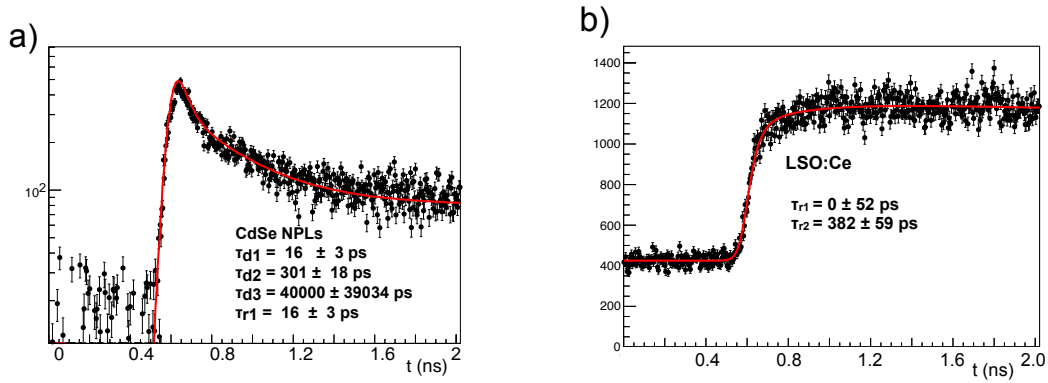 a)
10²
CdSe NPLs
τd1 = 16 ± 3 ps
τd2 = 301 ± 18 ps
τd3 = 40000 ± 39034 ps
τr1 = 16 ± 3 ps
0 0.4 0.8 1.2 1.6 2
t (ns)
b)
1400
1200
1000
800
600
400
200
0
LSO:Ce
τr1 = 0 ± 52 ps
τr2 = 382 ± 59 ps
0.4 0.8 1.2 1.6 2.0
t (ns)